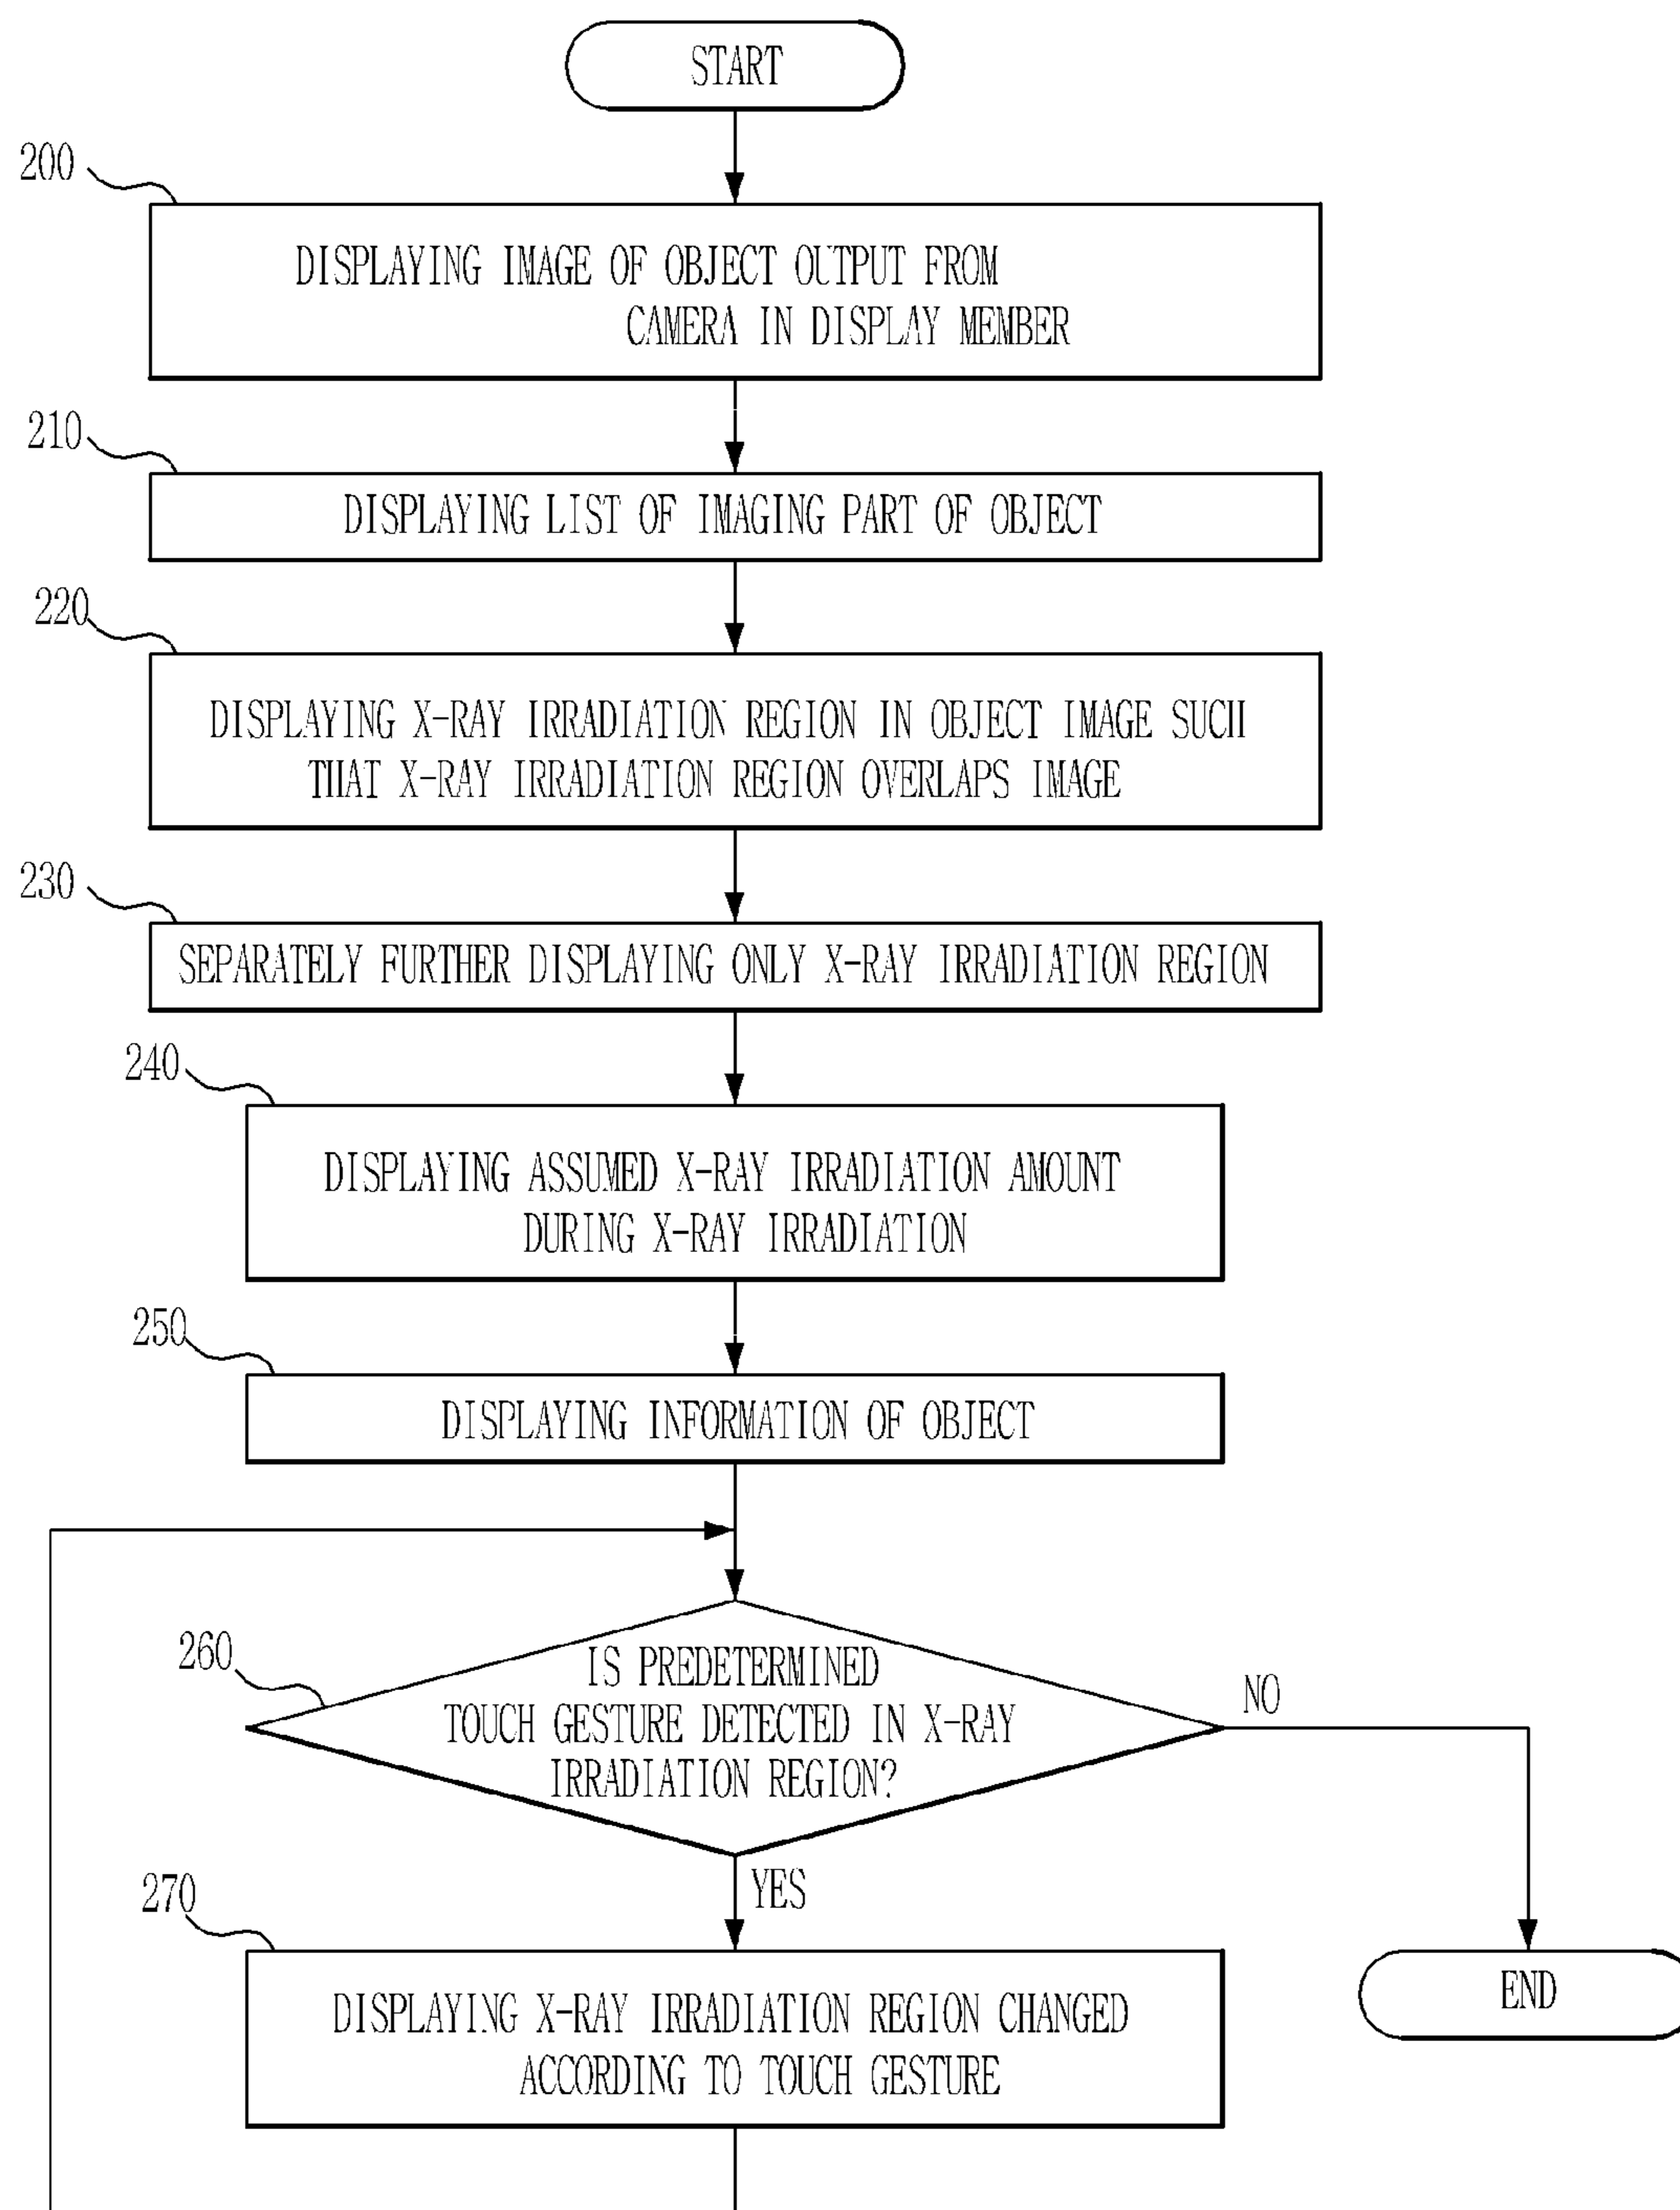 START
200
DISPLAYING IMAGE OF OBJECT OUTPUT FROM
CAMERA IN DISPLAY MEMBER
210
DISPLAYING LIST OF IMAGING PART OF OBJECT
220
DISPLAYING X-RAY IRRADIATION REGION IN OBJECT IMAGE SUCH
THAT X-RAY IRRADIATION REGION OVERLAPS IMAGE
230
SEPARATELY FURTHER DISPLAYING ONLY X-RAY IRRADIATION REGION
240
DISPLAYING ASSUMED X-RAY IRRADIATION AMOUNT
DURING X-RAY IRRADIATION
250
DISPLAYING INFORMATION OF OBJECT
260
IS PREDETERMINED
TOUCH GESTURE DETECTED IN X-RAY
IRRADIATION REGION?
NO
YES
270
DISPLAYING X-RAY IRRADIATION REGION CHANGED
ACCORDING TO TOUCH GESTURE
END